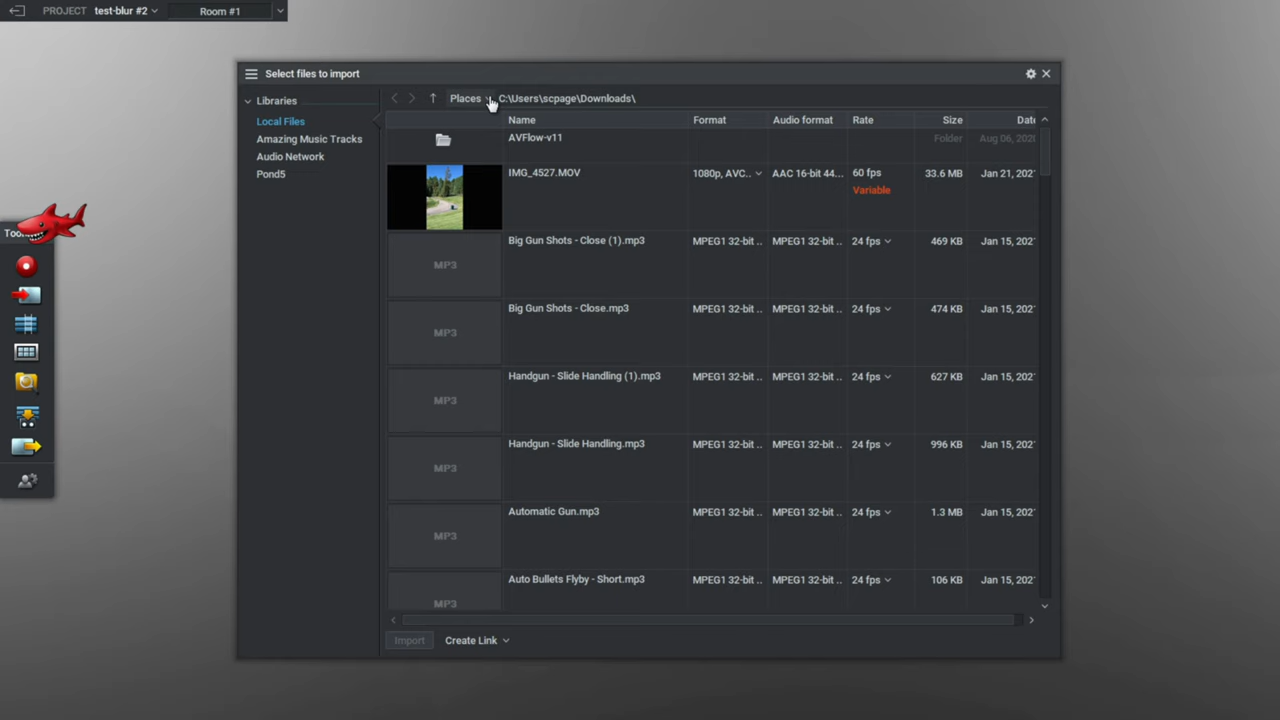 PROJECT test-blur #2 Room #1
Select files to import
Libraries
Local Files
Amazing Music Tracks
Audio Network
Pond5
Places C:\Users\scpage\Downloads\
Name Format Audio format Rate Size Date
AVFlow-v11 Folder
IMG_4527.MOV 1080p, AVC.. AAC 16-bit 44... 60 fps 33.6 MB Jan 21, 202
Variable
MP3 Big Gun Shots - Close (1).mp3 MPEG1 32-bit .. MPEG1 32-bit .. 24 fps 469 KB Jan 15, 202
MP3 Big Gun Shots - Close.mp3 MPEG1 32-bit .. MPEG1 32-bit .. 24 fps 474 KB Jan 15, 202
MP3 Handgun - Slide Handling (1).mp3 MPEG1 32-bit .. MPEG1 32-bit .. 24 fps 627 KB Jan 15, 202
MP3 Handgun - Slide Handling.mp3 MPEG1 32-bit .. MPEG1 32-bit .. 24 fps 996 KB Jan 15, 202
MP3 Automatic Gun.mp3 MPEG1 32-bit .. MPEG1 32-bit .. 24 fps 1.3 MB Jan 15, 202
MP3 Auto Bullets Flyby - Short.mp3 MPEG1 32-bit .. MPEG1 32-bit .. 24 fps 106 KB Jan 15, 202
Import Create Link